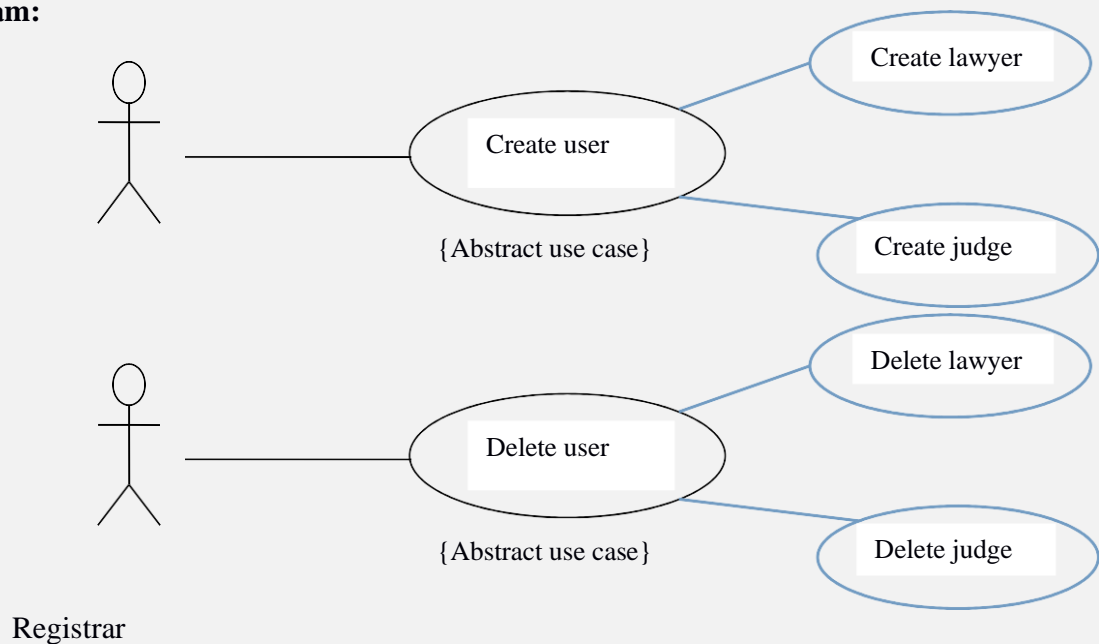 am:
Create lawyer
Create user
{Abstract use case}
Create judge
Delete lawyer
Delete user
{Abstract use case}
Delete judge
Registrar